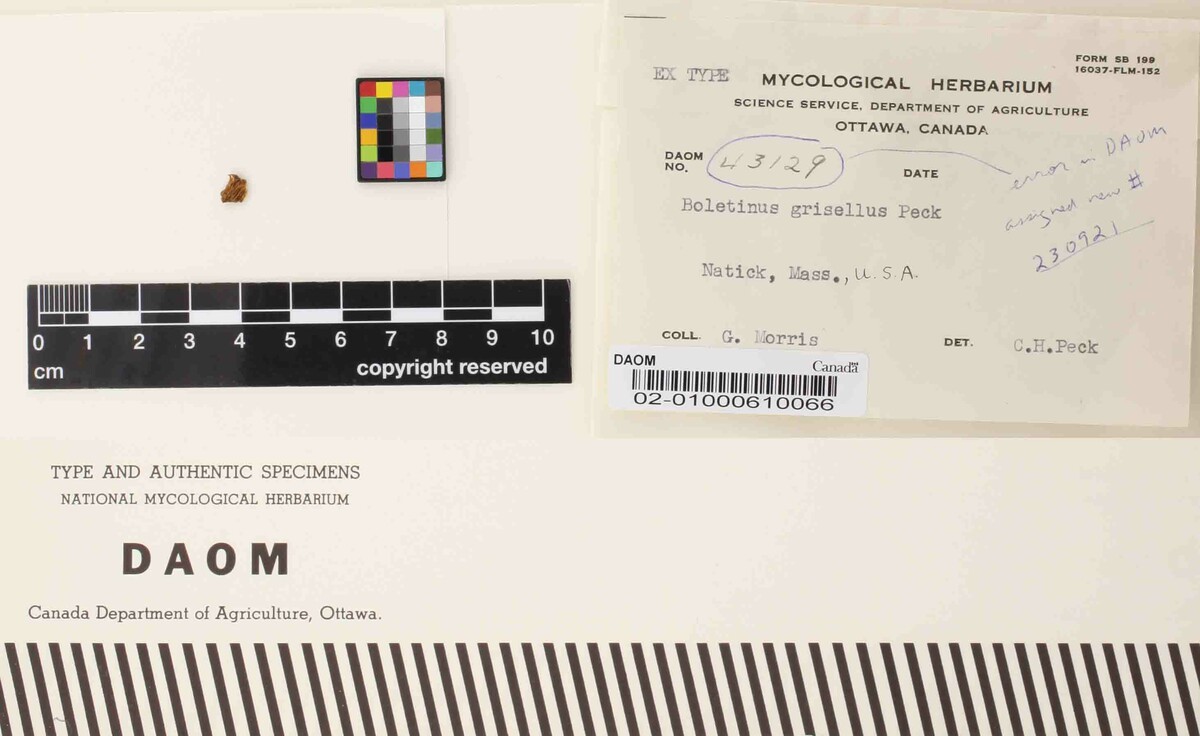 EX TYPE
FORM SB 199
16037-FLM-152
MYCOLOGICAL HERBARIUM
SCIENCE SERVICE, DEPARTMENT OF AGRICULTURE
OTTAWA, CANADA
DAOM NO. 43129
DATE
error in DAOM
assigned new #
230921
Boletinus grisellus Peck
Natick, Mass., U.S.A.
COLL. G. Morris
DET. C.H.Peck
DAOM
Canada
02-01000610066
0 1 2 3 4 5 6 7 8 9 10
cm
copyright reserved
TYPE AND AUTHENTIC SPECIMENS
NATIONAL MYCOLOGICAL HERBARIUM
DAOM
Canada Department of Agriculture, Ottawa.